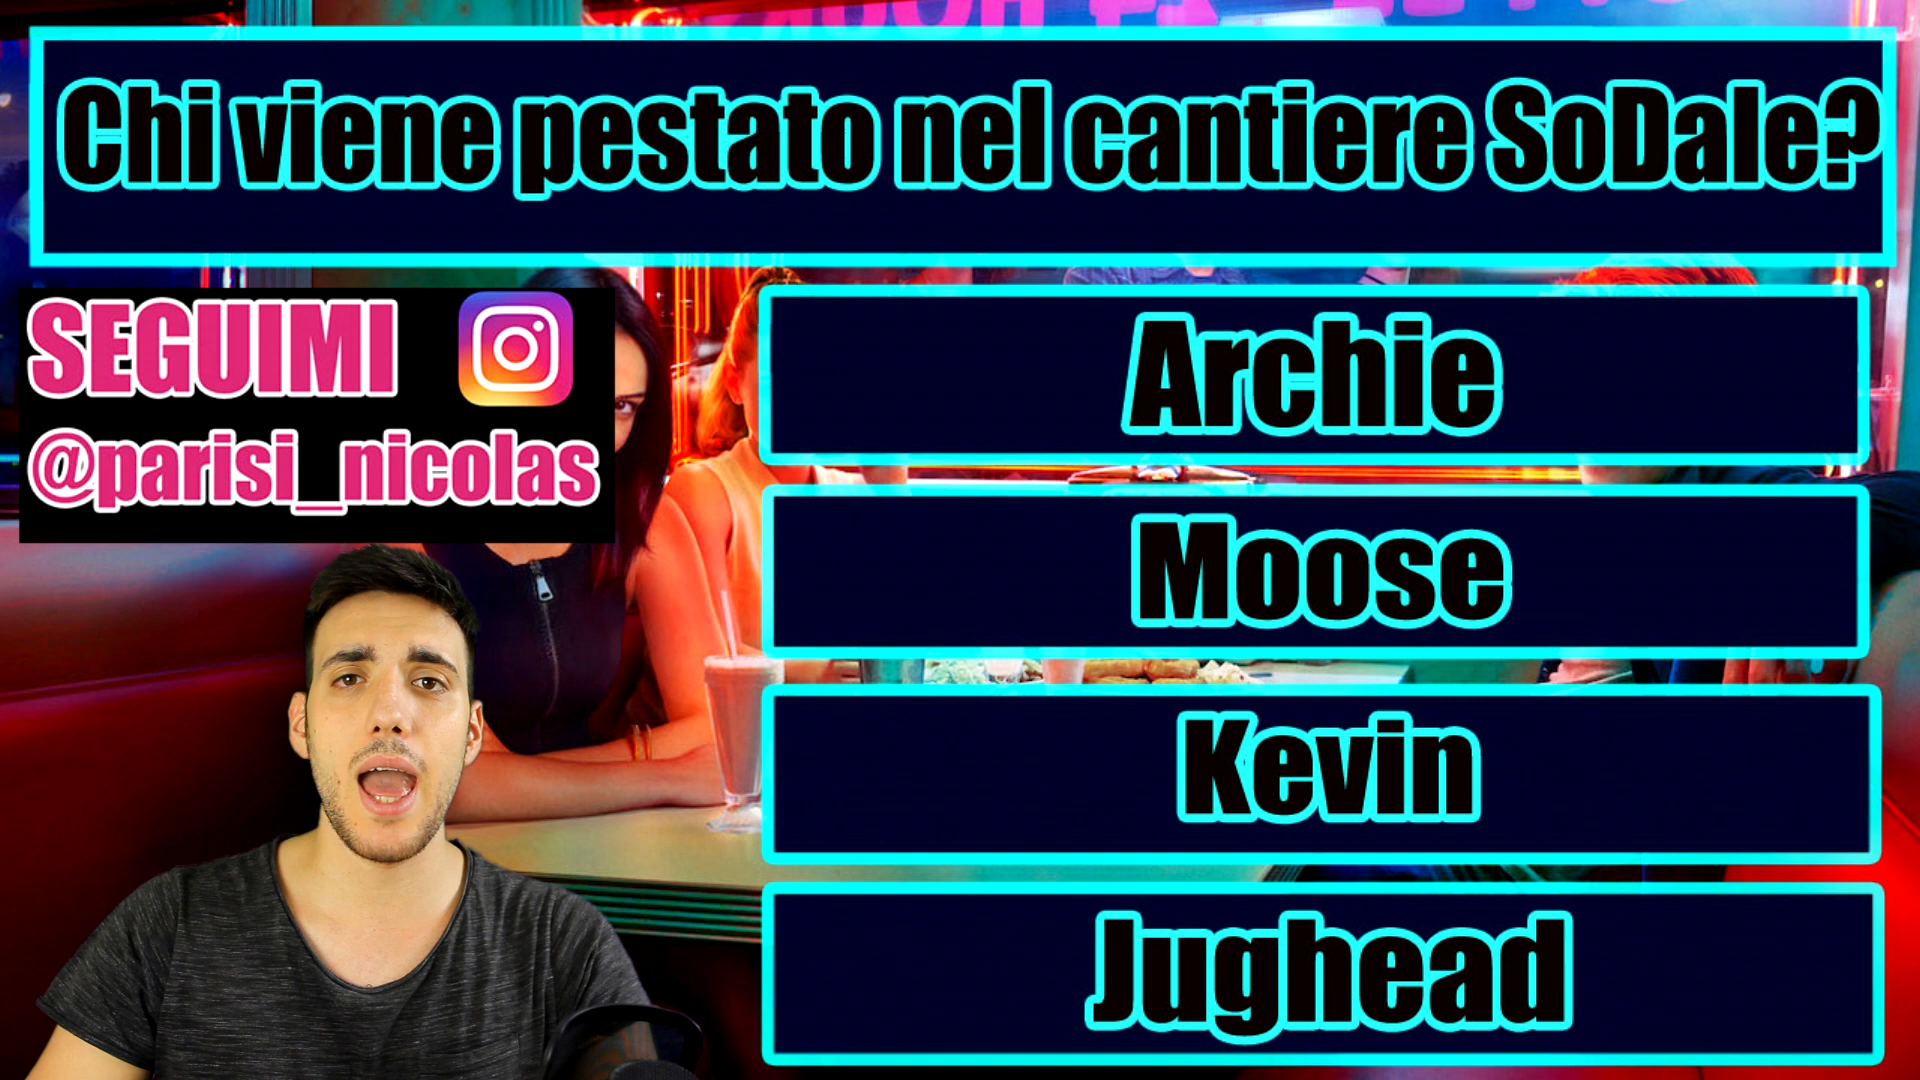 Chi viene pestato nel cantiere SoDale?
SEGUIMI
@parisi_nicolas
Archie
Moose
Kevin
Jughead